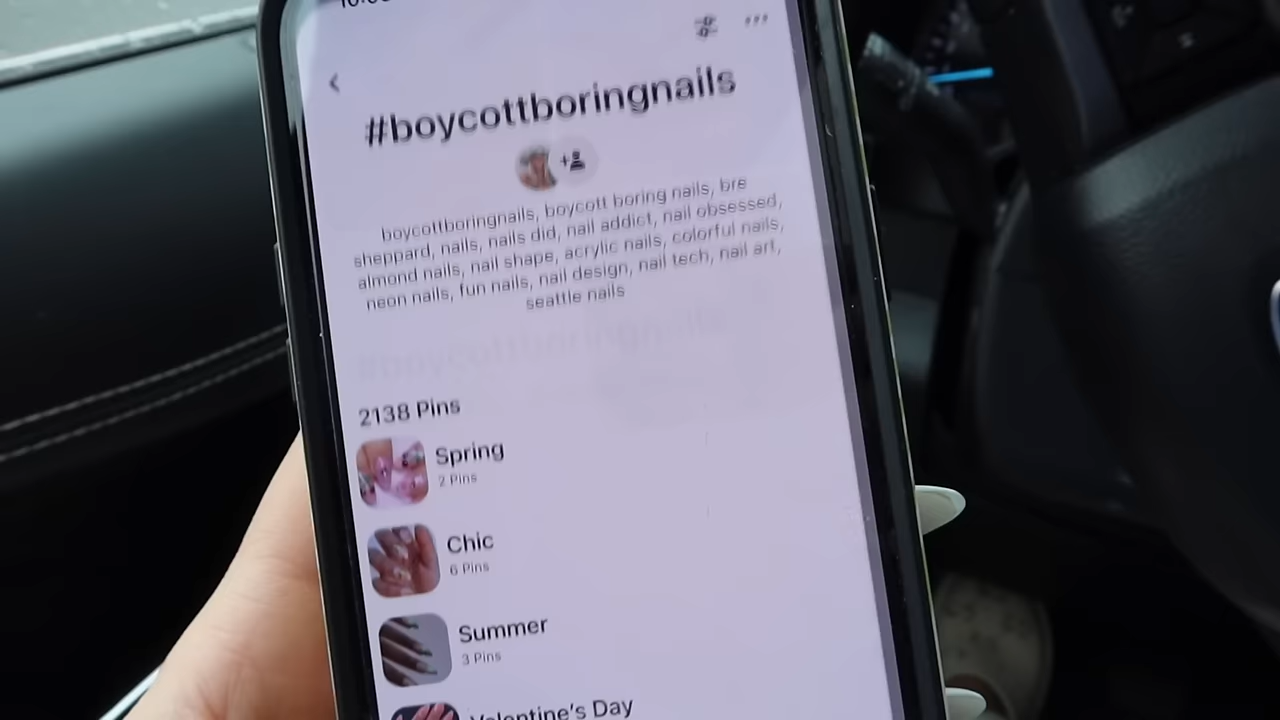 #boycottboringnails
boycottboringnails, boycott boring nails, bre
sheppard, nails, nails did, nail addict, nail obsessed,
almond nails, nail shape, acrylic nails, colorful nails,
neon nails, fun nails, nail design, nail tech, nail art,
seattle nails
2138 Pins
Spring
2 Pins
Chic
6 Pins
Summer
3 Pins
Valentine's Day